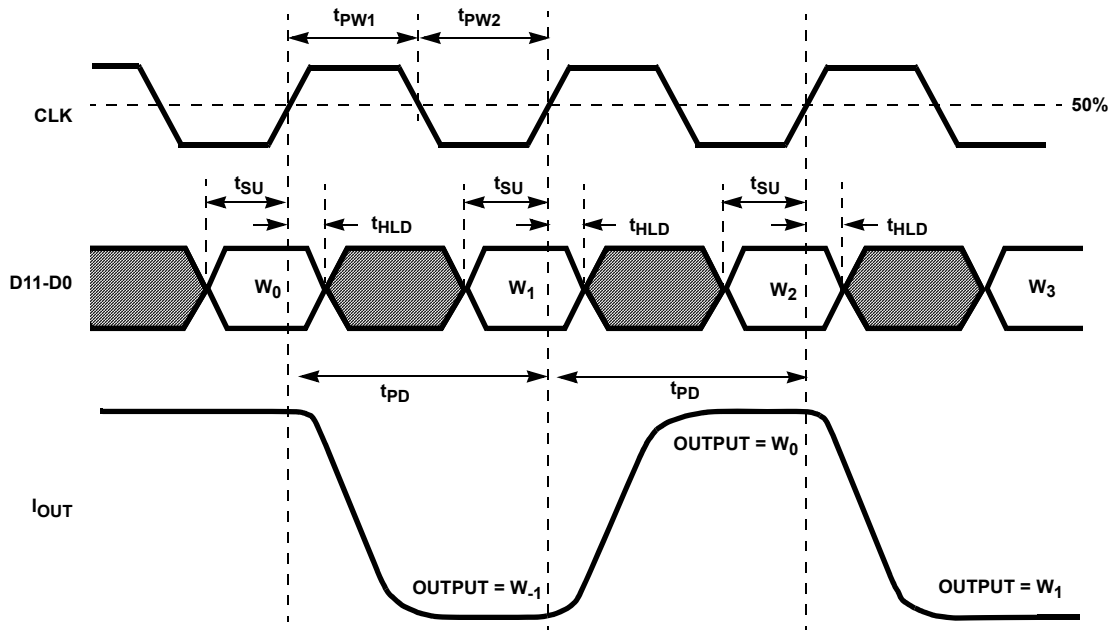 tPW1 tPW2
CLK 50%
tSU tSU tSU
tHLD tHLD tHLD
D11-D0 W0 W1 W2 W3
tPD tPD
OUTPUT = W0
IOUT
OUTPUT = W-1 OUTPUT = W1